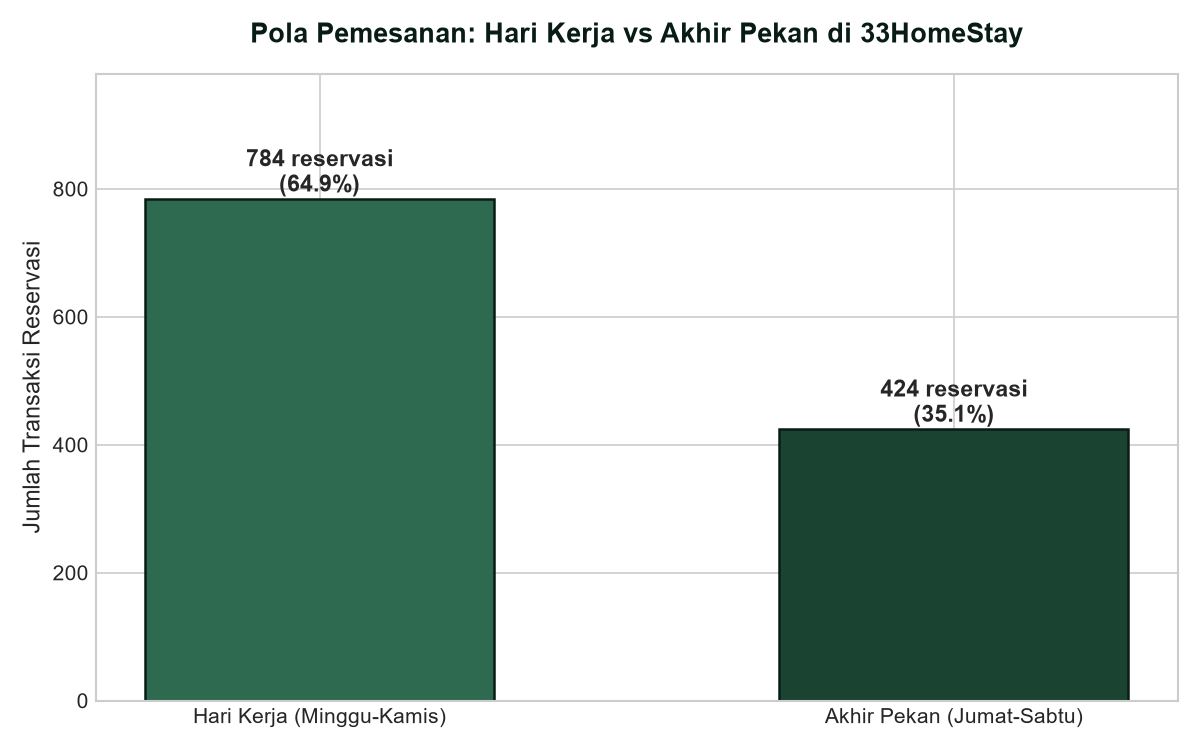 Pola Pemesanan: Hari Kerja vs Akhir Pekan di 33HomeStay
Jumlah Transaksi Reservasi
800
600
400
200
0
784 reservasi
(64.9%)
424 reservasi
(35.1%)
Hari Kerja (Minggu-Kamis)
Akhir Pekan (Jumat-Sabtu)